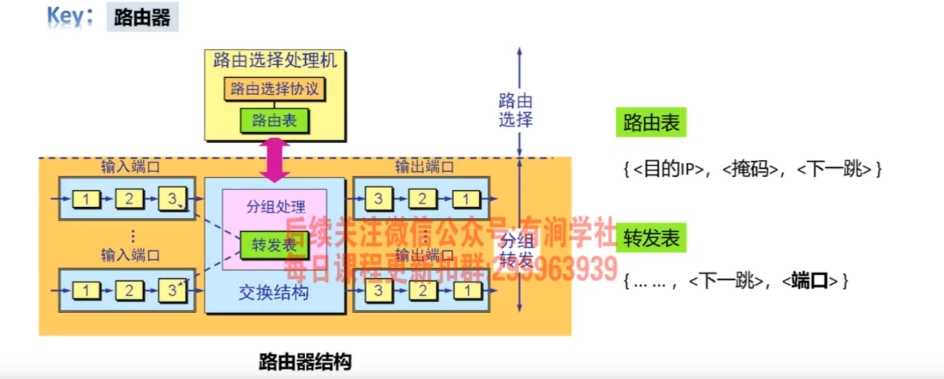 Key： 路由器
路由选择处理机
路由选择协议
路由表
路由
选择
路由表
{ <目的IP>，<掩码>，<下一跳> }
输入端口
输出端口
1 2 3
分组处理
3 2 1
后续关注微信公众号:有涧学社
转发表
每日课程更新扣群:299963939
分组
转发
转发表
{ ... ... ，<下一跳>，<端口> }
⋮
⋮
输入端口
输出端口
1 2 3
交换结构
3 2 1
路由器结构